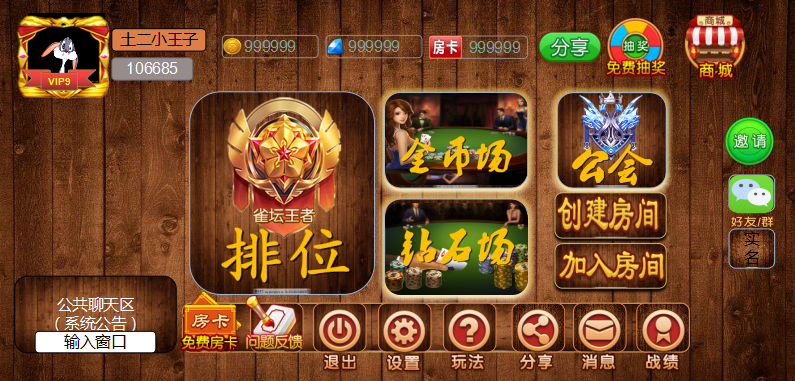 土二小王子
VIP9
106685
999999
999999
房卡
999999
分享
抽奖
免费抽奖
商城
商城
雀坛王者
排位
金币场
钻石场
公会
创建房间
加入房间
邀请
好友/群
实
名
公共聊天区
(系统公告)
输入窗口
房卡
免费房卡
问题反馈
退出
设置
玩法
分享
消息
战绩